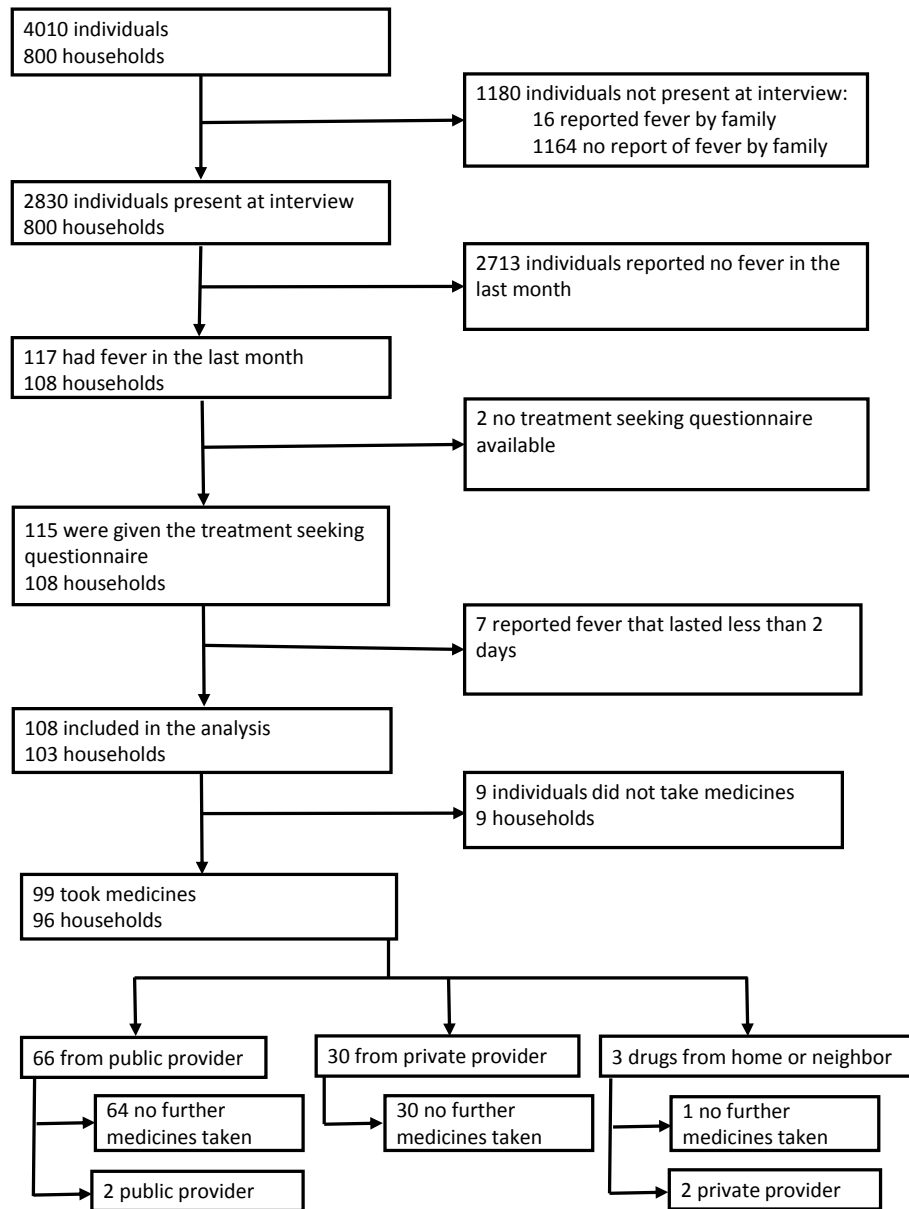 4010 individuals
800 households
1180 individuals not present at interview:
16 reported fever by family
1164 no report of fever by family
2830 individuals present at interview
800 households
2713 individuals reported no fever in the
last month
117 had fever in the last month
108 households
2 no treatment seeking questionnaire
available
115 were given the treatment seeking
questionnaire
108 households
7 reported fever that lasted less than 2
days
108 included in the analysis
103 households
9 individuals did not take medicines
9 households
99 took medicines
96 households
66 from public provider
64 no further
medicines taken
2 public provider
30 from private provider
30 no further
medicines taken
3 drugs from home or neighbor
1 no further
medicines taken
2 private provider